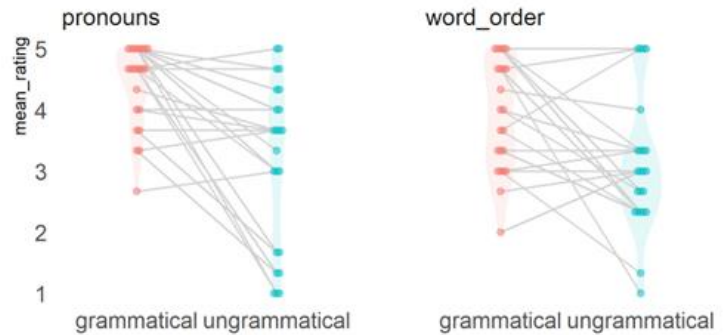 pronouns
word_order
mean_rating
5
4
3
2
1
grammatical ungrammatical
grammatical ungrammatical